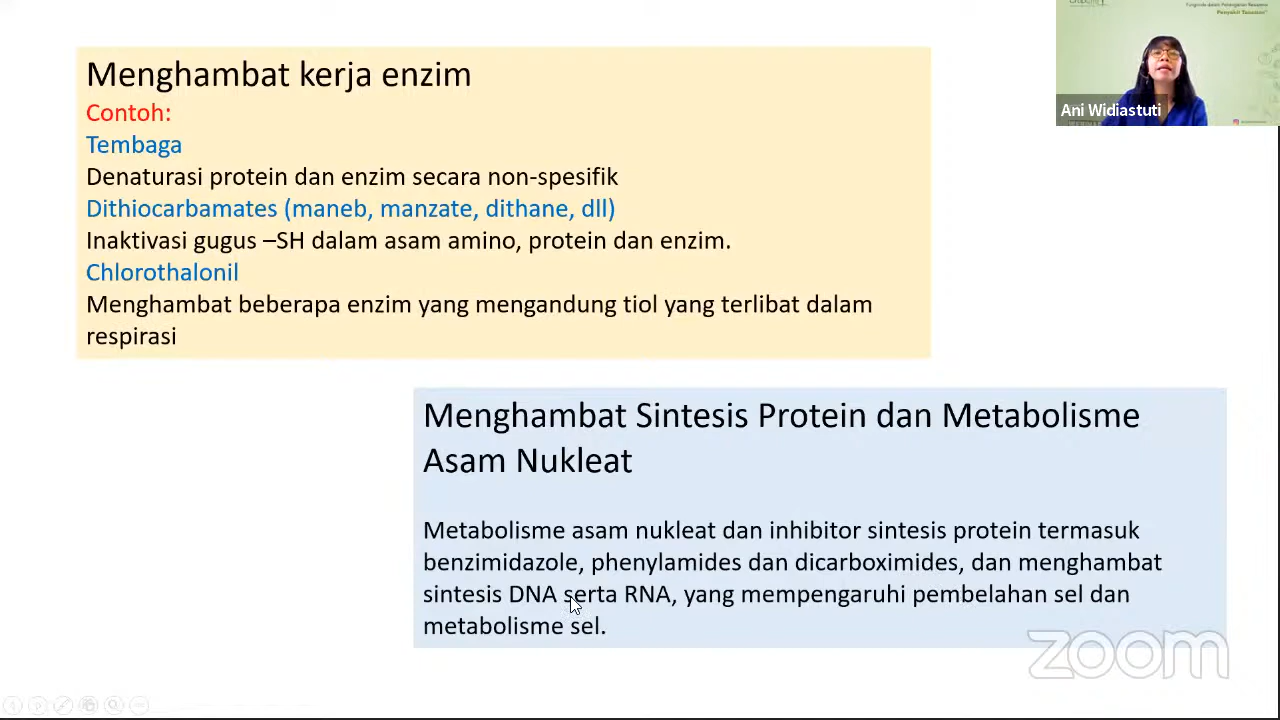 Menghambat kerja enzim
Contoh:
Tembaga
Denaturasi protein dan enzim secara non-spesifik
Dithiocarbamates (maneb, manzate, dithane, dll)
Inaktivasi gugus –SH dalam asam amino, protein dan enzim.
Chlorothalonil
Menghambat beberapa enzim yang mengandung tiol yang terlibat dalam
respirasi
Ani Widiastuti
Menghambat Sintesis Protein dan Metabolisme
Asam Nukleat
Metabolisme asam nukleat dan inhibitor sintesis protein termasuk
benzimidazole, phenylamides dan dicarboximides, dan menghambat
sintesis DNA serta RNA, yang mempengaruhi pembelahan sel dan
metabolisme sel.
zoom